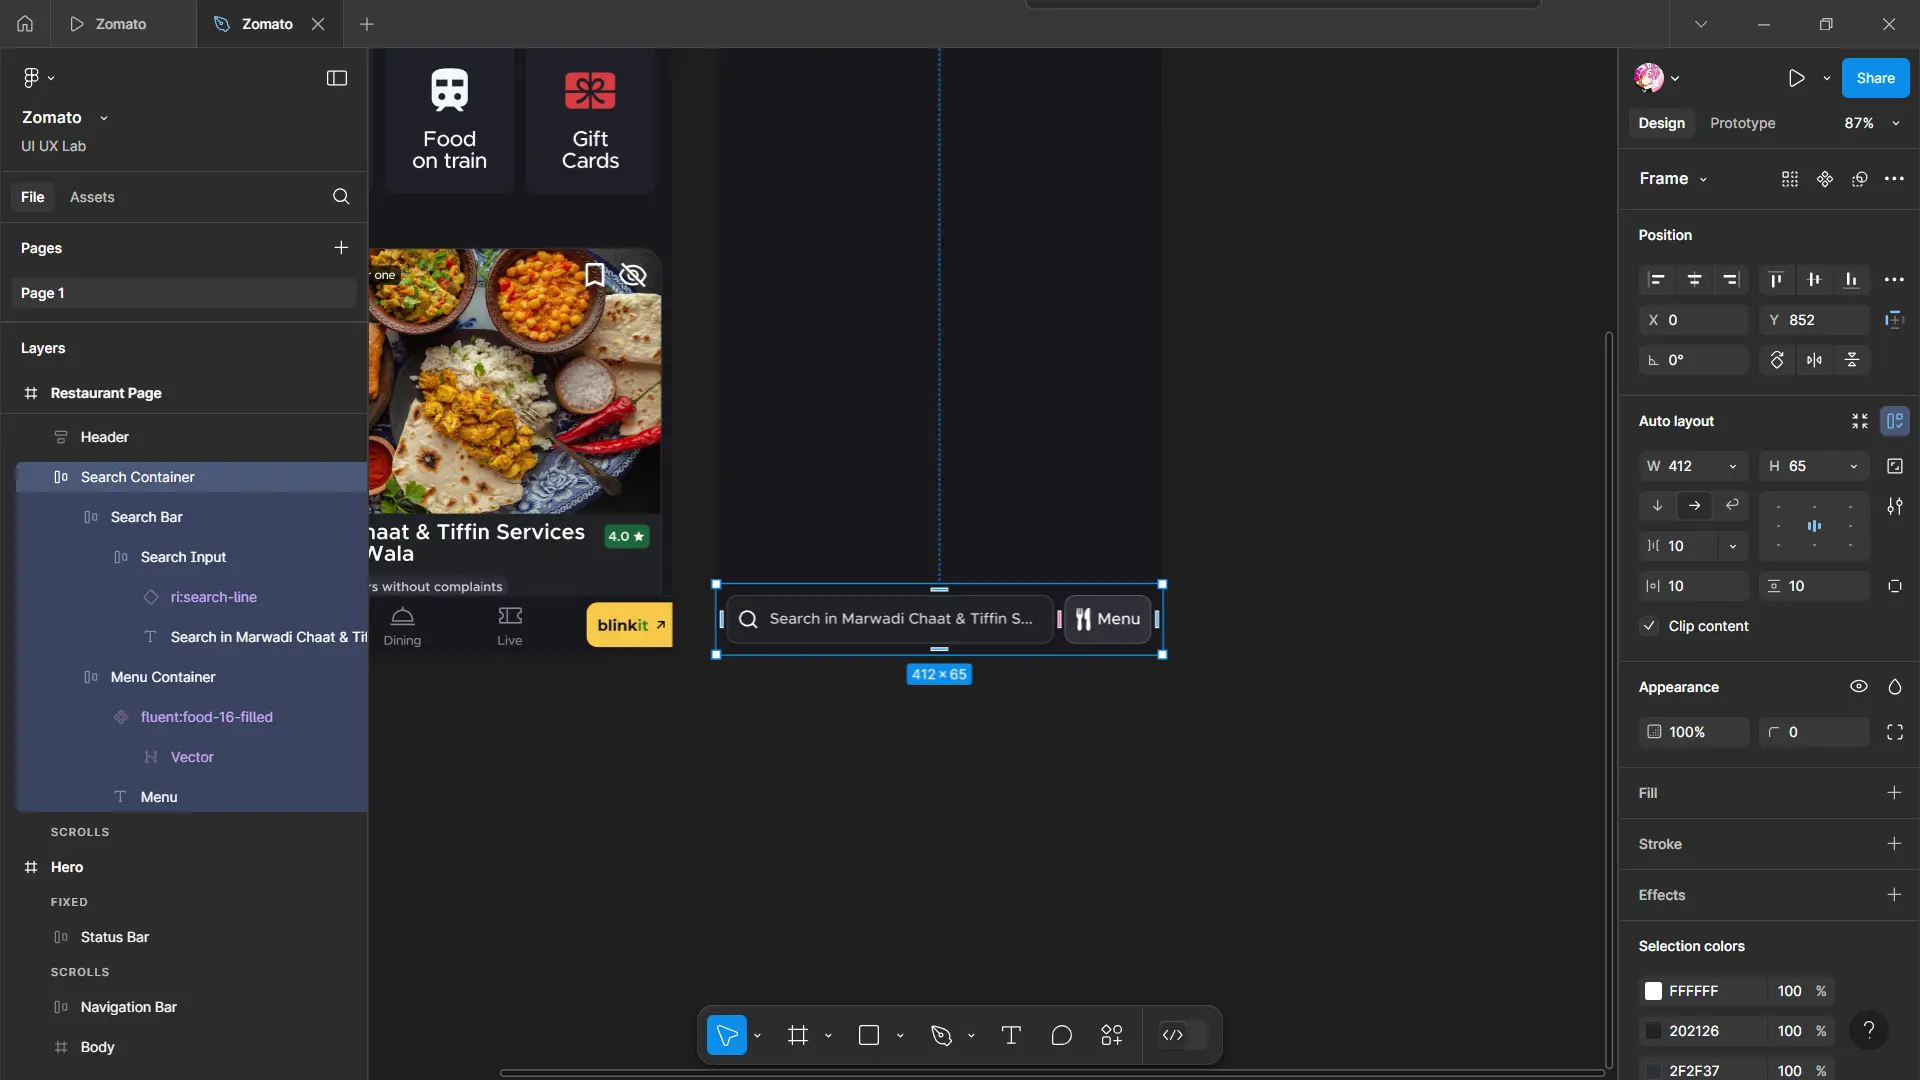 Zomato
Zomato
Zomato
UI UX Lab
File
Assets
Pages
Page 1
Layers
Restaurant Page
Header
Search Container
Search Bar
Search Input
ri:search-line
Search in Marwadi Chaat & Tif
Menu Container
fluent:food-16-filled
Vector
Menu
SCROLLS
Hero
FIXED
Status Bar
SCROLLS
Navigation Bar
Body
Food
on train
Gift
Cards
one
haat & Tiffin Services
Wala
4.0 ★
rs without complaints
Dining
Live
blinkit
Search in Marwadi Chaat & Tiffin S...
Menu
412 × 65
Share
Design
Prototype
87%
Frame
Position
X 0
Y 852
0°
Auto layout
W 412
H 65
10
10
10
Clip content
Appearance
100%
0
Fill
Stroke
Effects
Selection colors
FFFFFF 100 %
202126 100 %
2F2F37 100 %
?